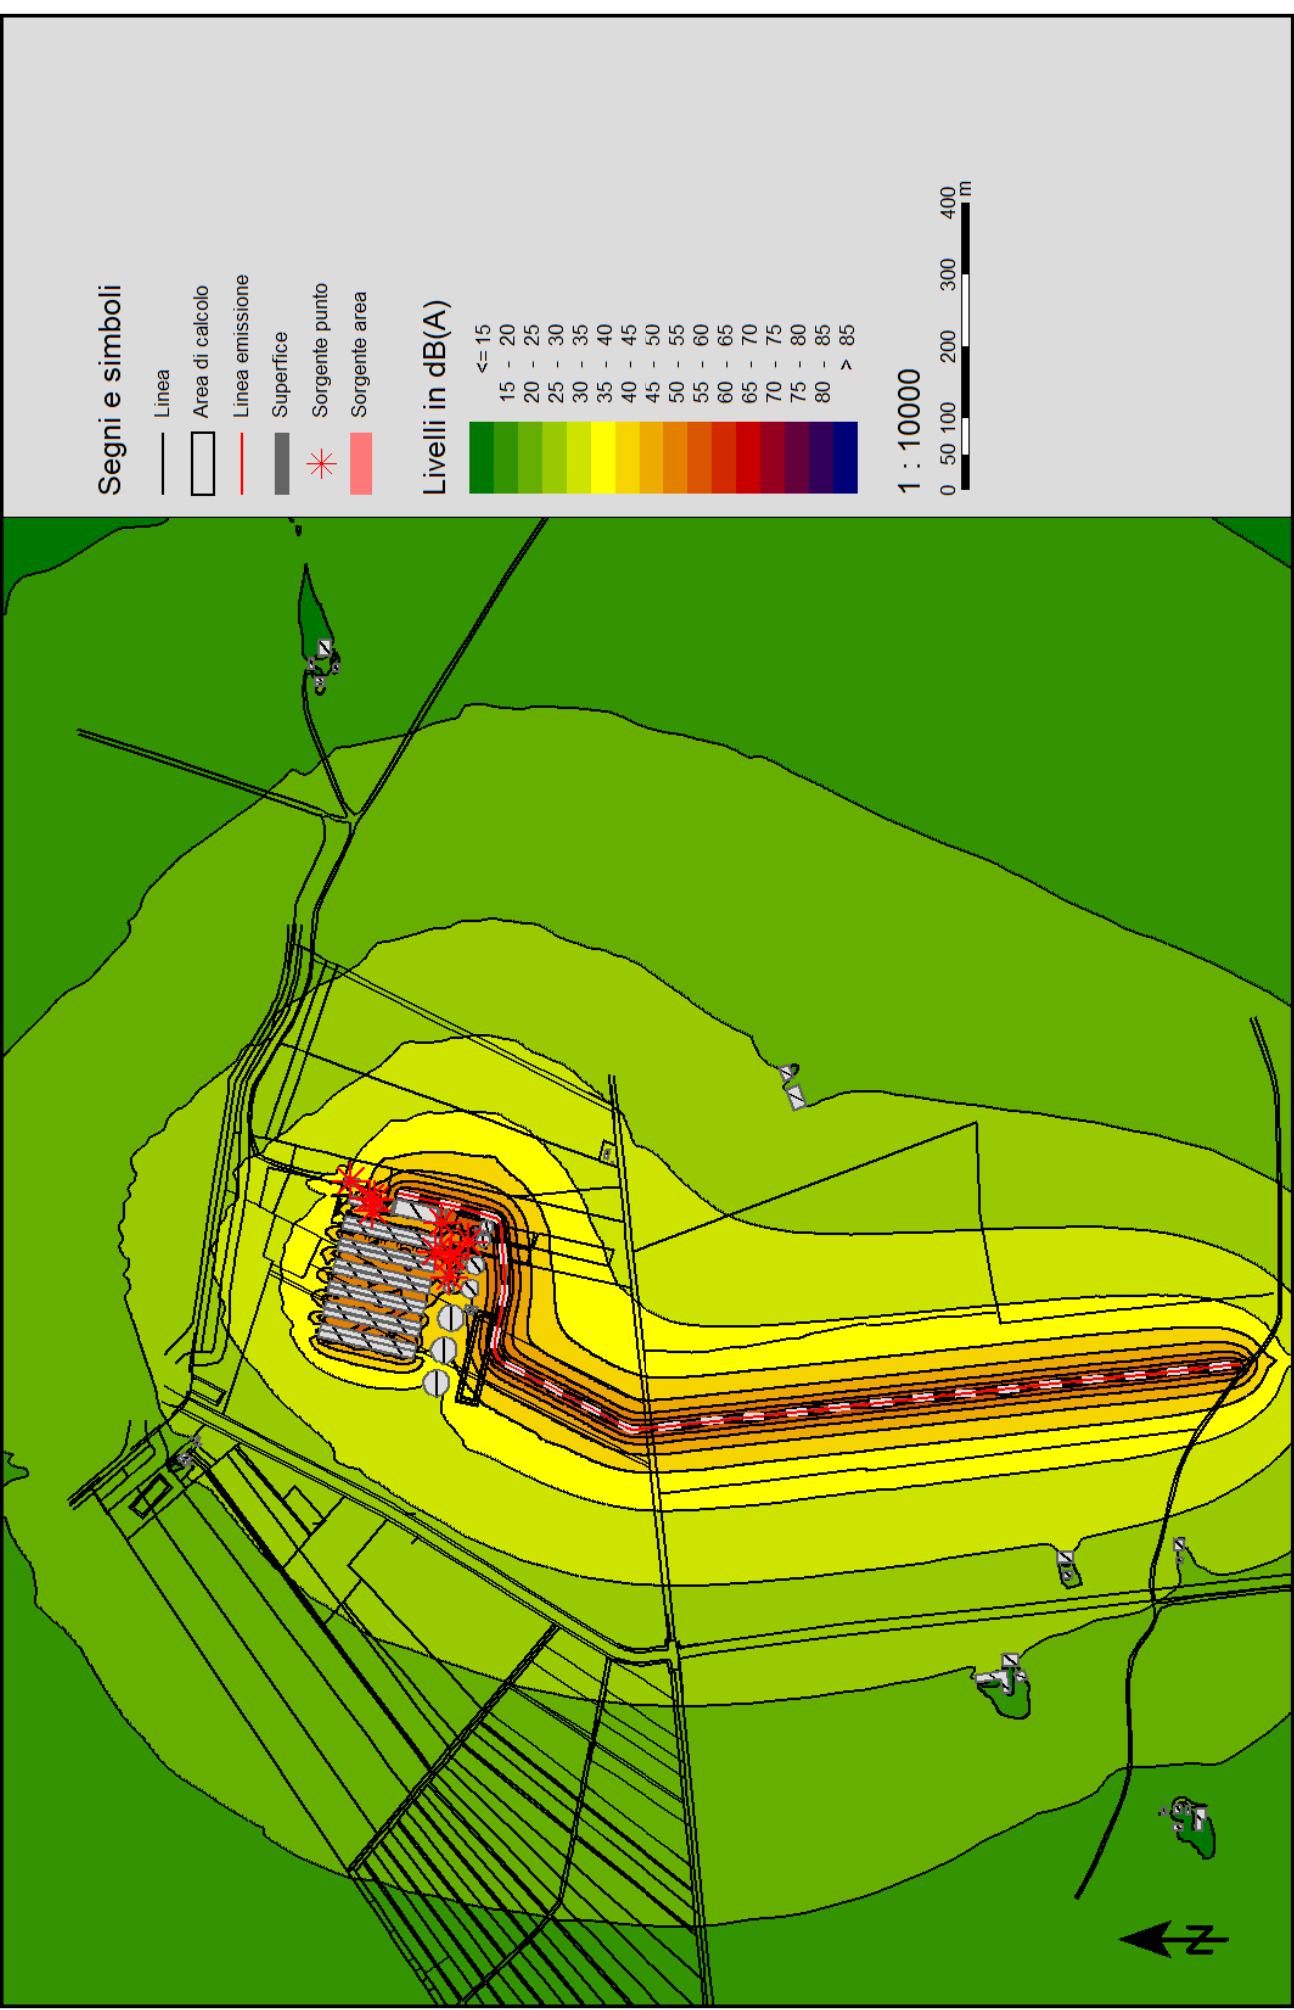 Segni e simboli
Linea
Area di calcolo
Linea emissione
Superfice
Sorgente punto
Sorgente area
Livelli in dB(A)
<= 15
15 - 20
20 - 25
25 - 30
30 - 35
35 - 40
40 - 45
45 - 50
50 - 55
55 - 60
60 - 65
65 - 70
70 - 75
75 - 80
80 - 85
> 85
1 : 10000
0 50 100 200 300 400
m
N